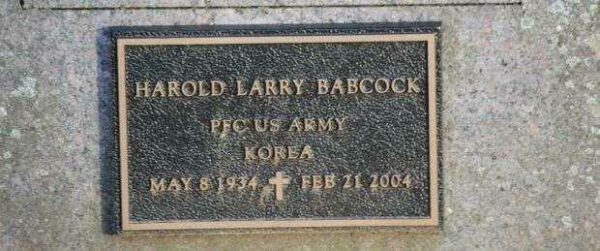 HAROLD LARRY BABCOCK
PFC US ARMY
KOREA
MAY 8 1934 FEB 21 2004